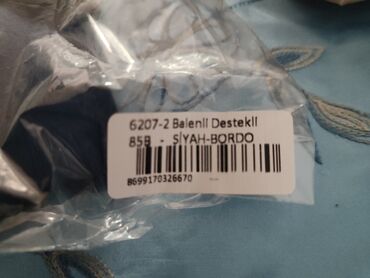 6207-2 Balenli Destekli
85B - SİYAH-BORDO
8699170326670